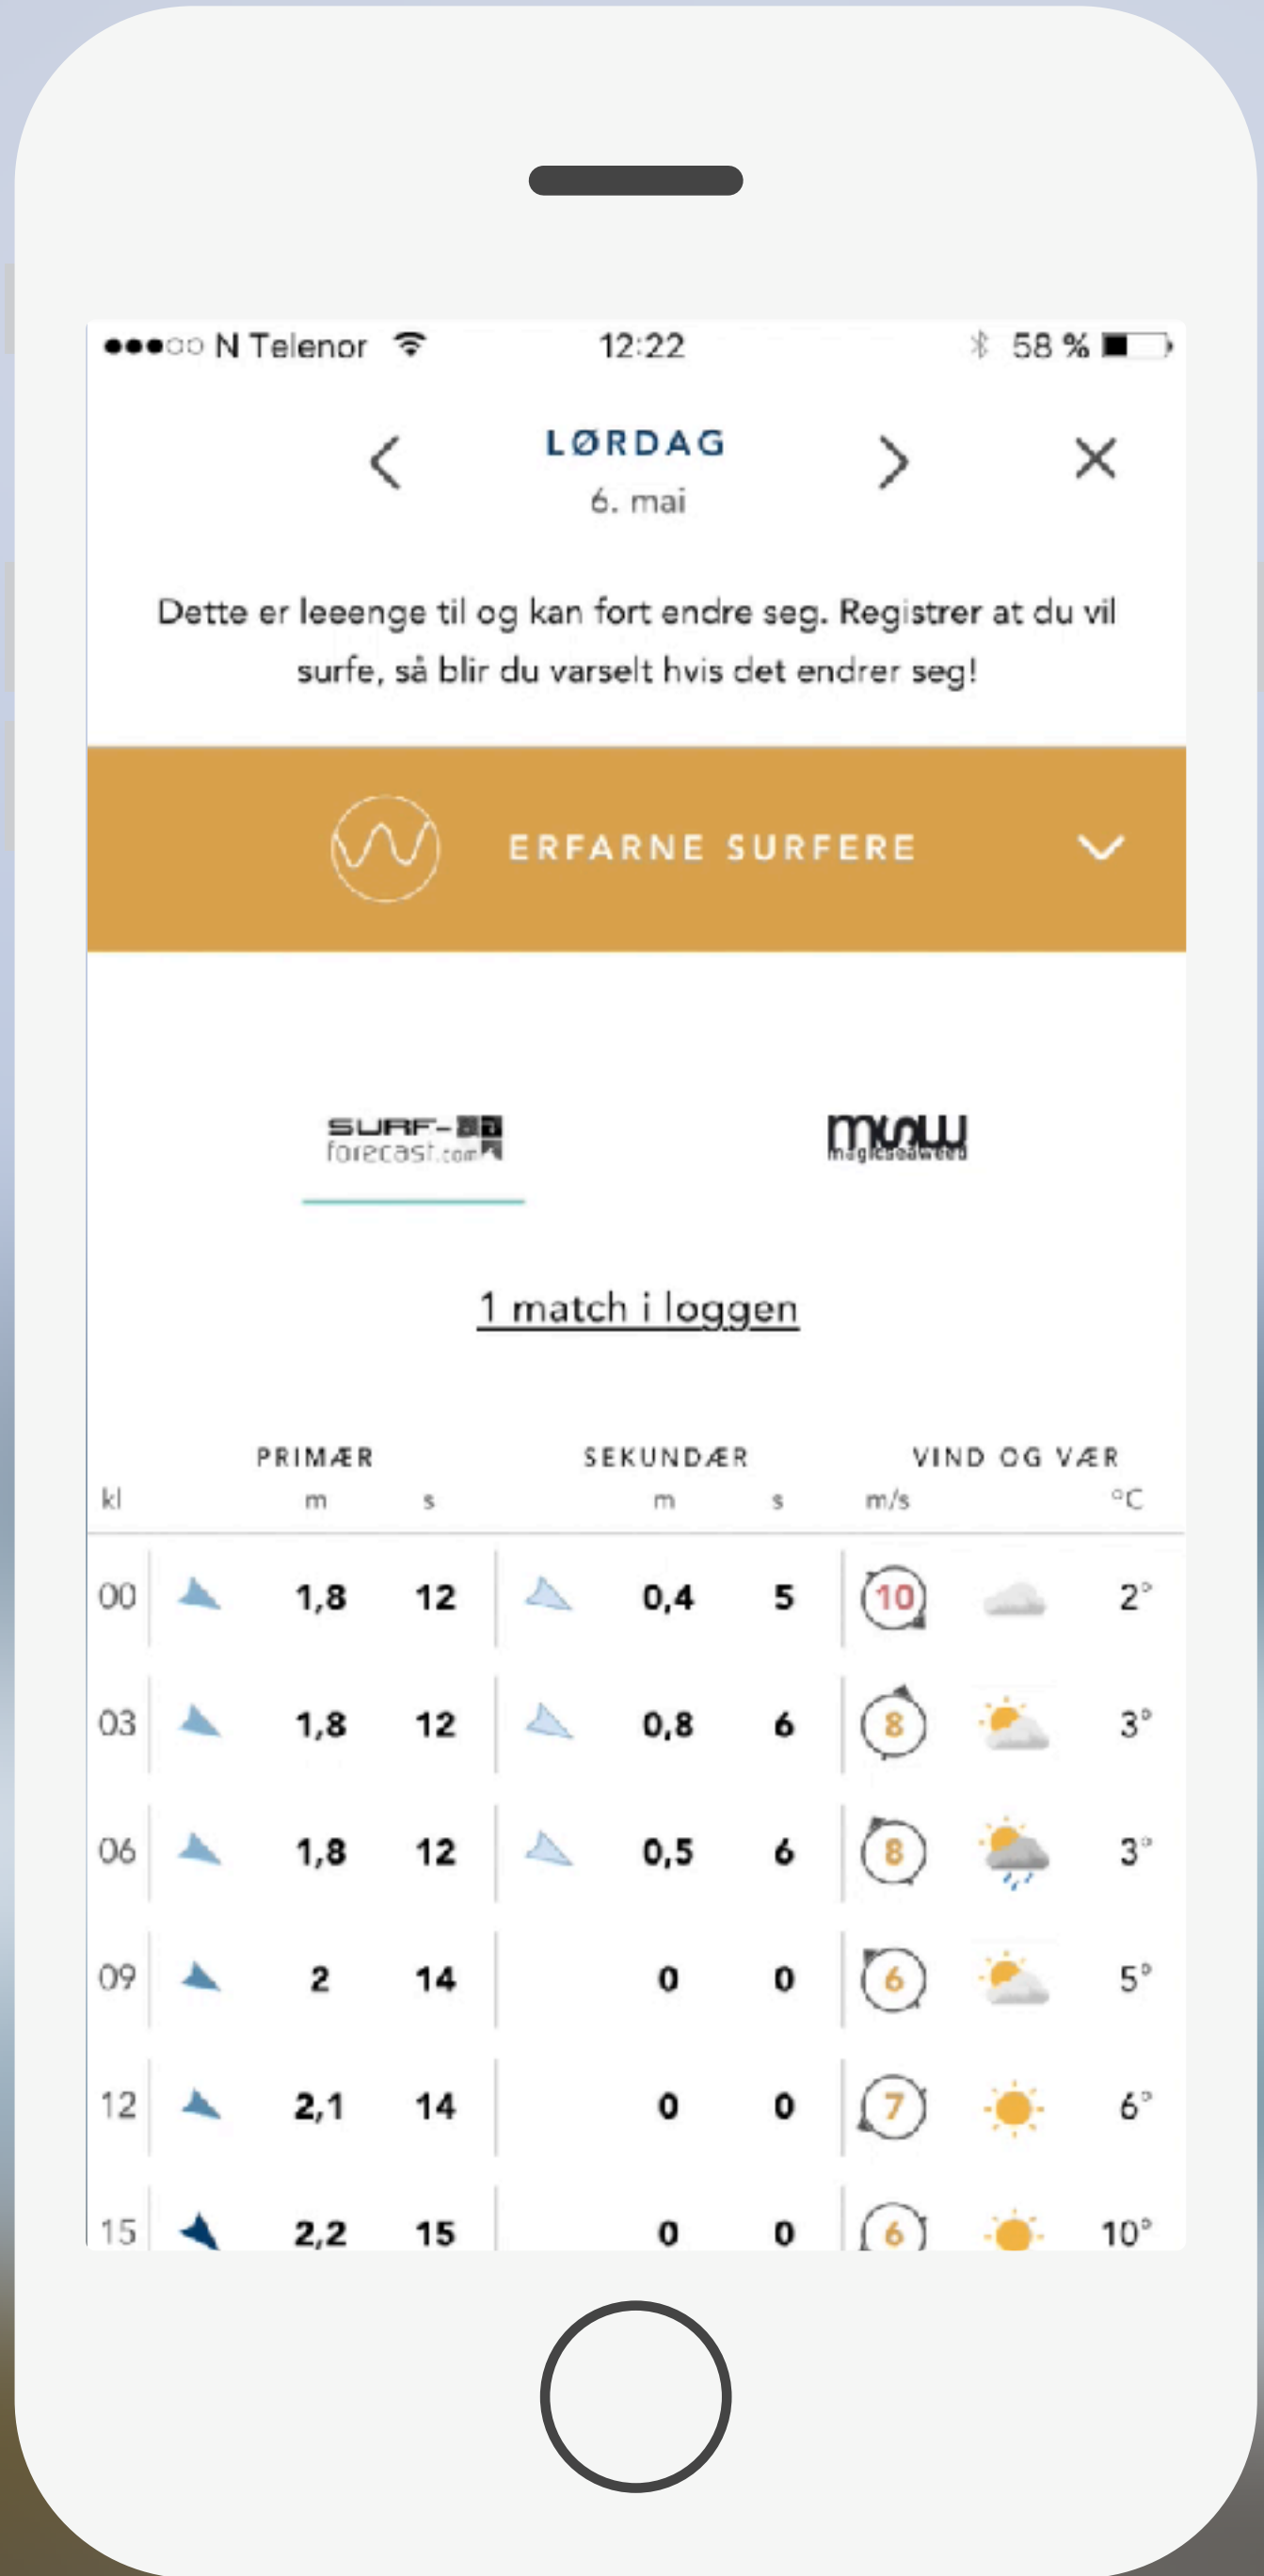 N Telenor 12:22 58 %
LØRDAG
6. mai
Dette er leeenge til og kan fort endre seg. Registrer at du vil
surfe, så blir du varselt hvis det endrer seg!
ERFARNE SURFERE
SURF-
forecast.com
msw
magicseaweed
1 match i loggen
PRIMÆR SEKUNDÆR VIND OG VÆR
kl m s m s m/s °C
00 1,8 12 0,4 5 10 2°
03 1,8 12 0,8 6 8 3°
06 1,8 12 0,5 6 8 3°
09 2 14 0 0 6 5°
12 2,1 14 0 0 7 6°
15 2,2 15 0 0 6 10°